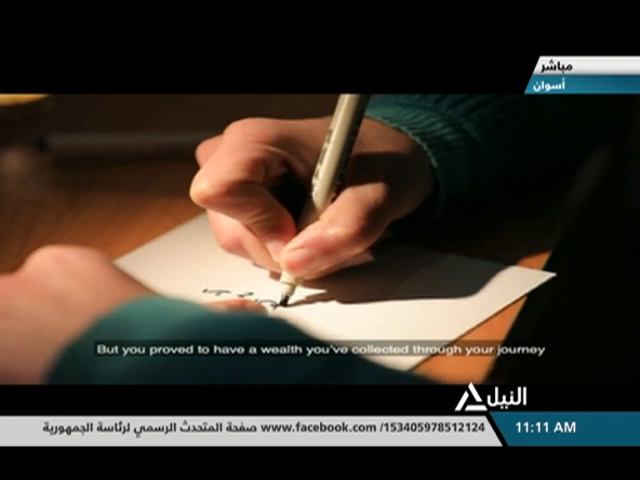 مباشر
أسوان
But you proved to have a wealth you've collected through your journey
النيل
صفحة المتحدث الرسمي لرئاسة الجمهورية www.facebook.com /153405978512124
11:11 AM